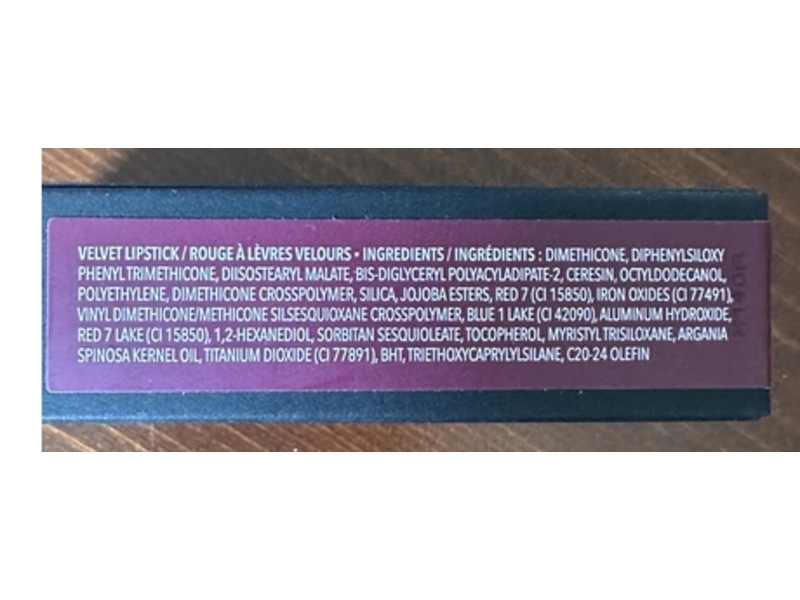 VELVET LIPSTICK / ROUGE À LÈVRES VELOURS • INGREDIENTS / INGRÉDIENTS : DIMETHICONE, DIPHENYLSILOXY
PHENYL TRIMETHICONE, DIISOSTEARYL MALATE, BIS-DIGLYCERYL POLYACYLADIPATE-2, CERESIN, OCTYLDODECANOL,
POLYETHYLENE, DIMETHICONE CROSSPOLYMER, SILICA, JOJOBA ESTERS, RED 7 (CI 15850), IRON OXIDES (CI 77491),
VINYL DIMETHICONE/METHICONE SILSESQUIOXANE CROSSPOLYMER, BLUE 1 LAKE (CI 42090), ALUMINUM HYDROXIDE,
RED 7 LAKE (CI 15850), 1,2-HEXANEDIOL, SORBITAN SESQUIOLEATE, TOCOPHEROL, MYRISTYL TRISILOXANE, ARGANIA
SPINOSA KERNEL OIL, TITANIUM DIOXIDE (CI 77891), BHT, TRIETHOXYCAPRYLYLSILANE, C20-24 OLEFIN